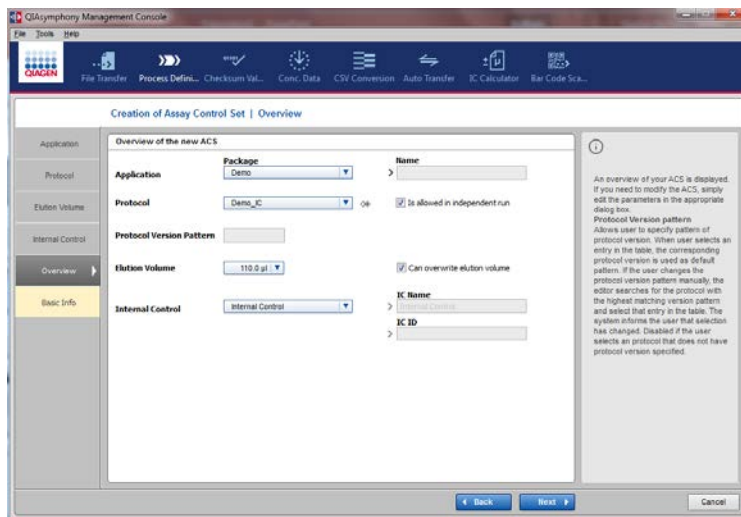 QIAsymphony Management Console
File Tools Help
QIAGEN
File Transfer Process Defini... Checksum Val... Conc. Data CSV Conversion Auto Transfer IC Calculator Bar Code Sca...
Creation of Assay Control Set | Overview
Application
Protocol
Elution Volume
Internal Control
Overview
Basic Info
Overview of the new ACS
Package Name
Application Demo >
Protocol Demo_IC Is allowed in independent run
Protocol Version Pattern
Elution Volume 110.0 µl Can overwrite elution volume
IC Name
Internal Control Internal Control > Internal Control
IC ID
>
An overview of your ACS is displayed.
If you need to modify the ACS, simply
edit the parameters in the appropriate
dialog box.
Protocol Version pattern
Allows user to specify pattern of
protocol version. When user selects an
entry in the table, the corresponding
protocol version is used as default
pattern. If the user changes the
protocol version pattern manually, the
editor searches for the protocol with
the highest matching version pattern
and select that entry in the table. The
system informs the user that selection
has changed. Disabled if the user
selects an protocol that does not have
protocol version specified.
Back Next Cancel